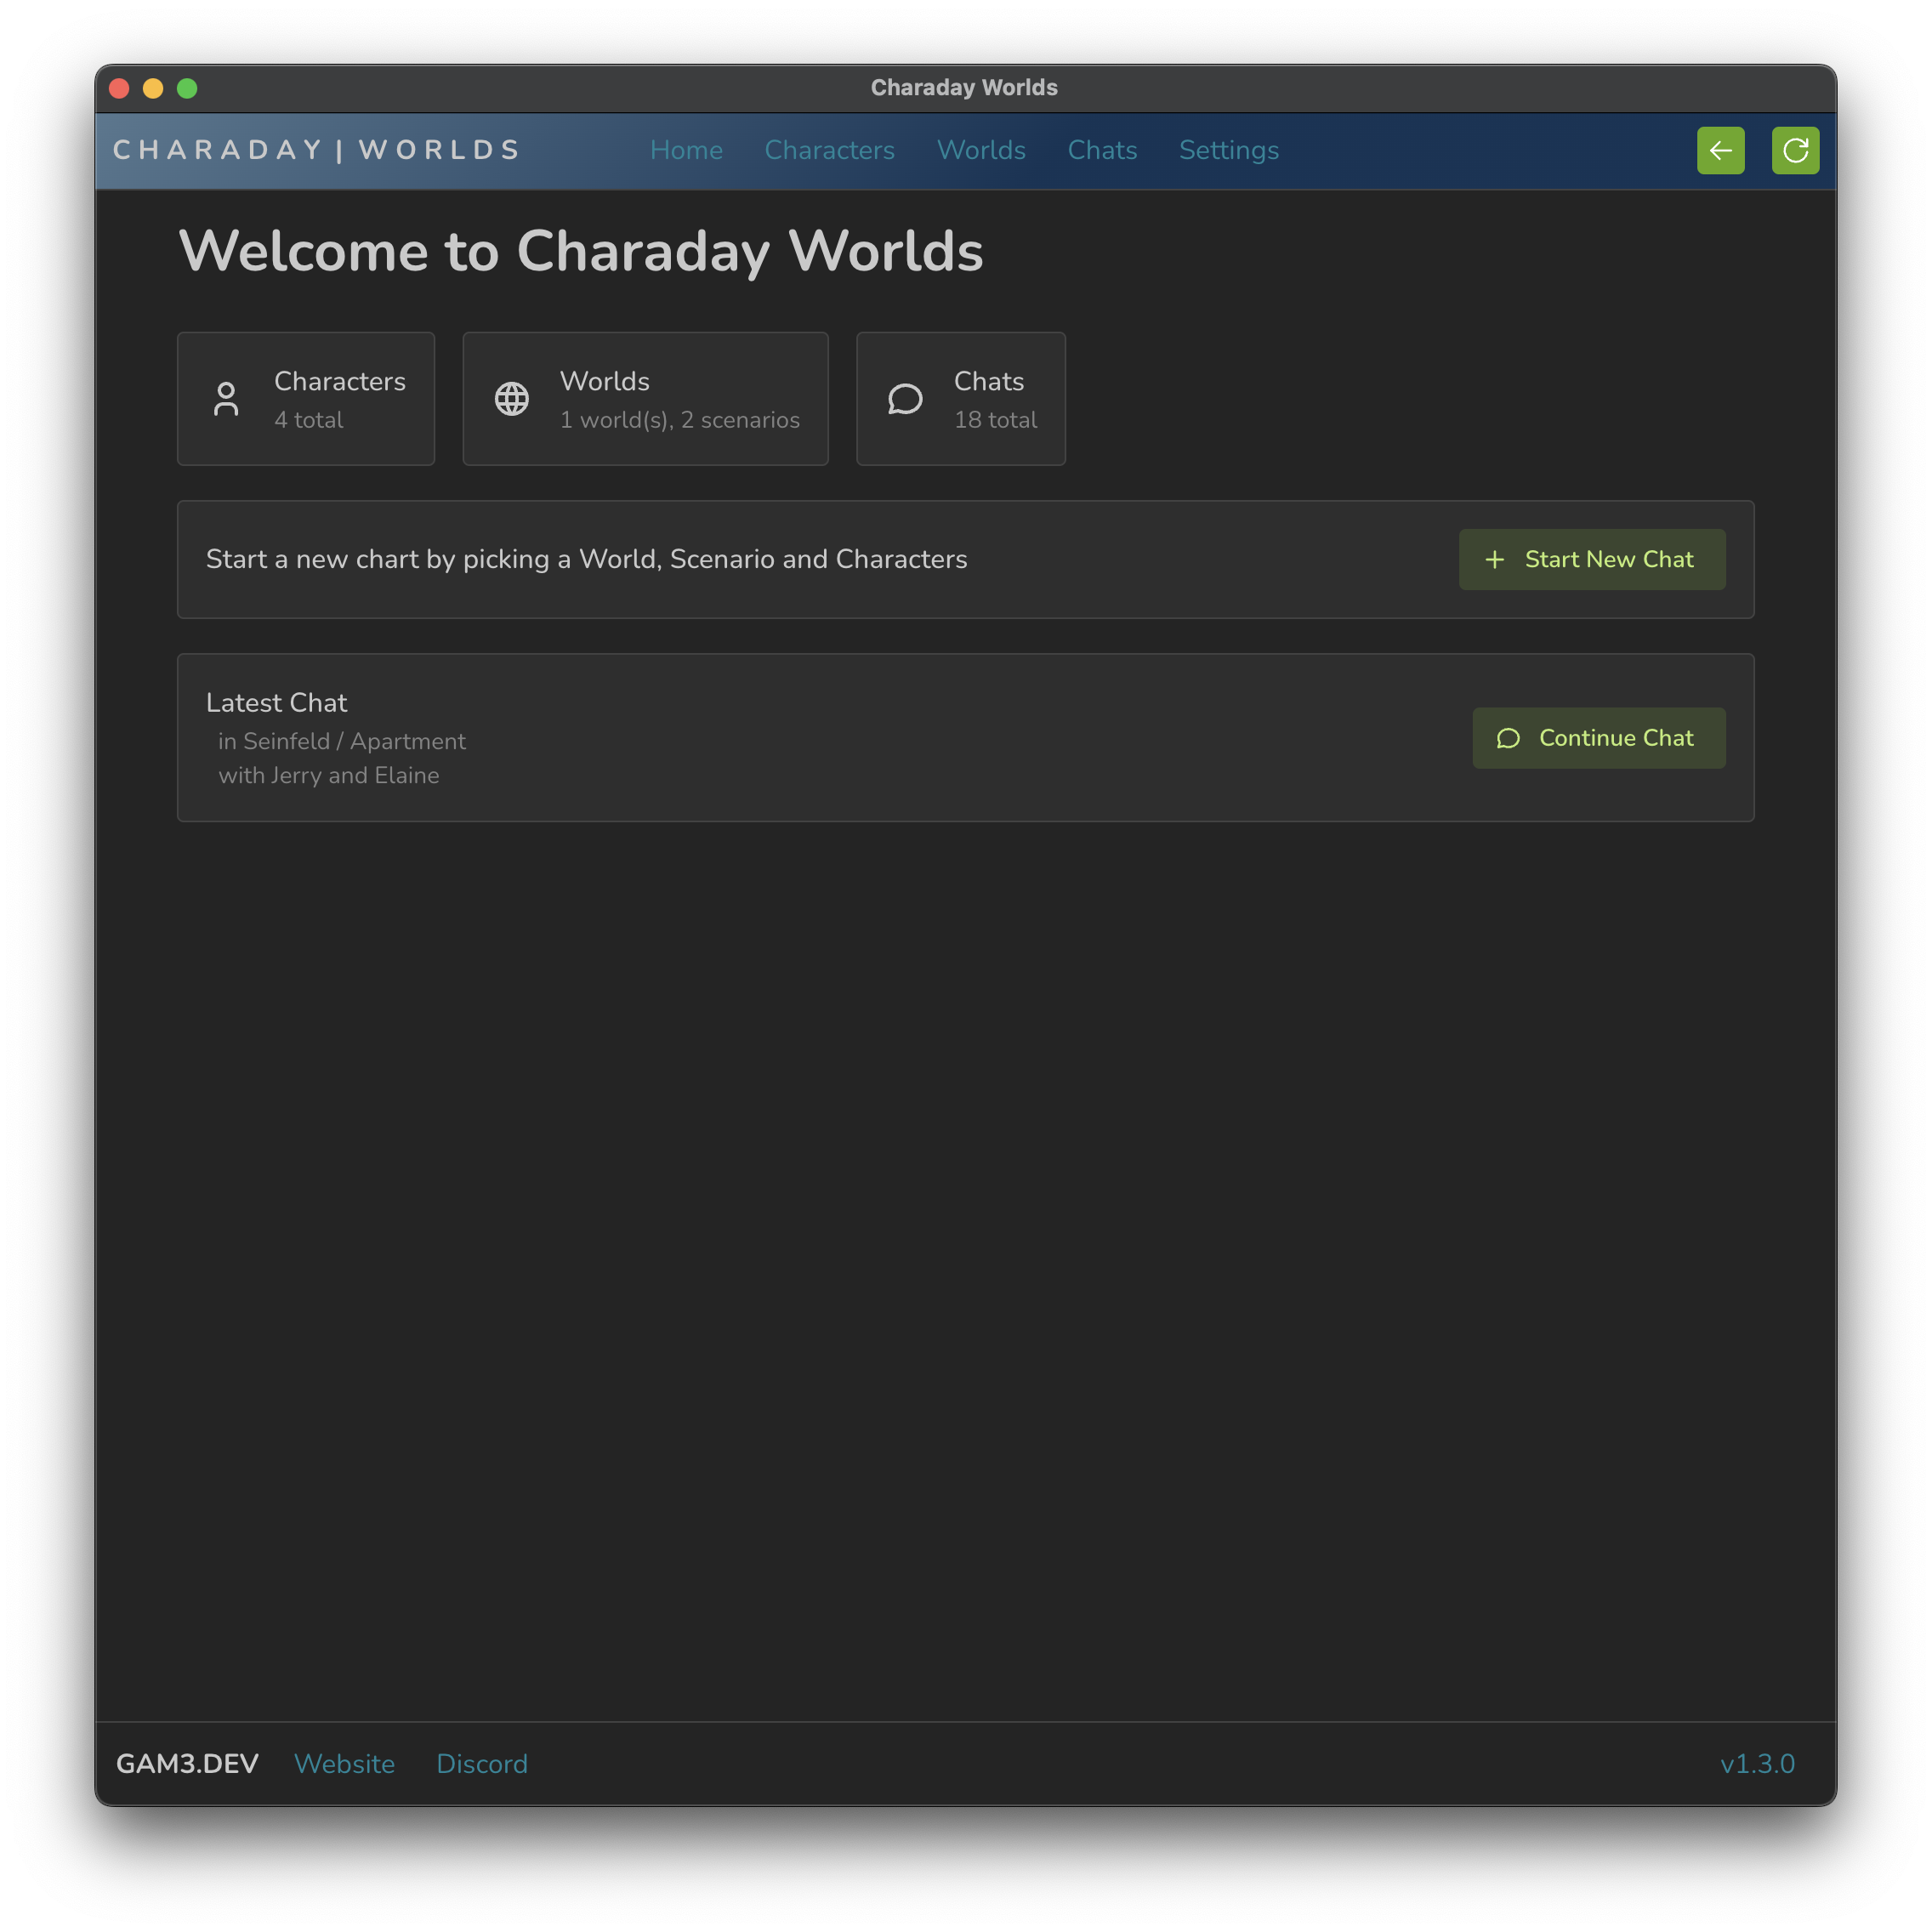 Charaday Worlds
CHARADAY | WORLDS Home Characters Worlds Chats Settings
Welcome to Charaday Worlds
Characters
4 total
Worlds
1 world(s), 2 scenarios
Chats
18 total
Start a new chart by picking a World, Scenario and Characters
Start New Chat
Latest Chat
in Seinfeld / Apartment
with Jerry and Elaine
Continue Chat
GAM3.DEV Website Discord v1.3.0